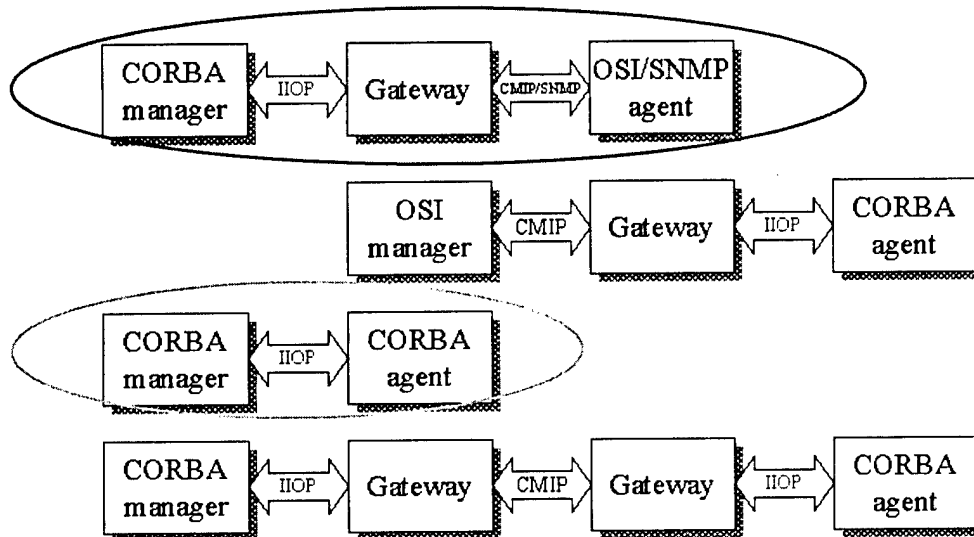 CORBA
manager
IIOP
Gateway
CMIP/SNMP
OSI/SNMP
agent
OSI
manager
CMIP
Gateway
IIOP
CORBA
agent
CORBA
manager
IIOP
CORBA
agent
CORBA
manager
IIOP
Gateway
CMIP
Gateway
IIOP
CORBA
agent